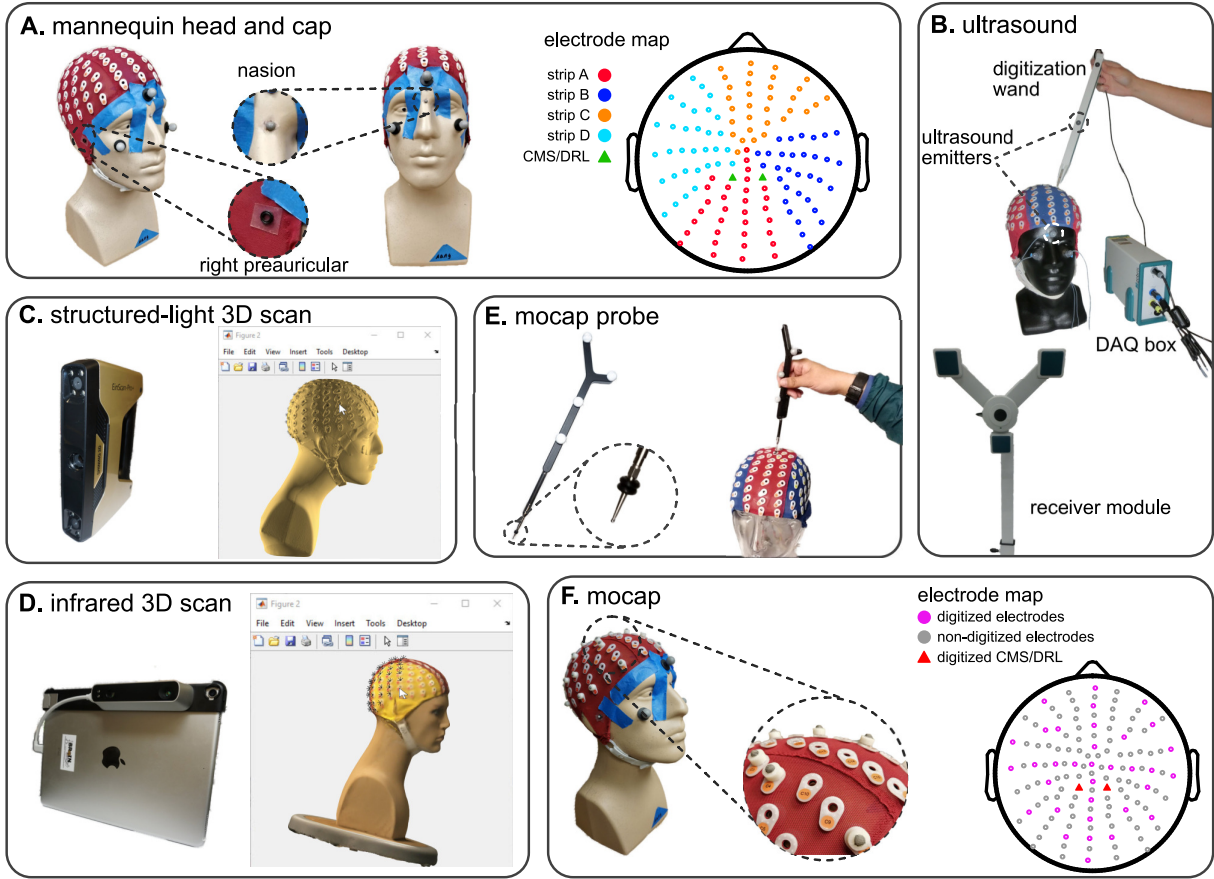 A. mannequin head and cap
nasion
right preauricular
electrode map
strip A
strip B
strip C
strip D
CMS/DRL
B. ultrasound
digitization
wand
ultrasound
emitters
DAQ box
receiver module
C. structured-light 3D scan
Figure 2
File Edit View Insert Tools Desktop
E. mocap probe
D. infrared 3D scan
Figure 2
File Edit View Insert Tools Desktop
F. mocap
electrode map
digitized electrodes
non-digitized electrodes
digitized CMS/DRL